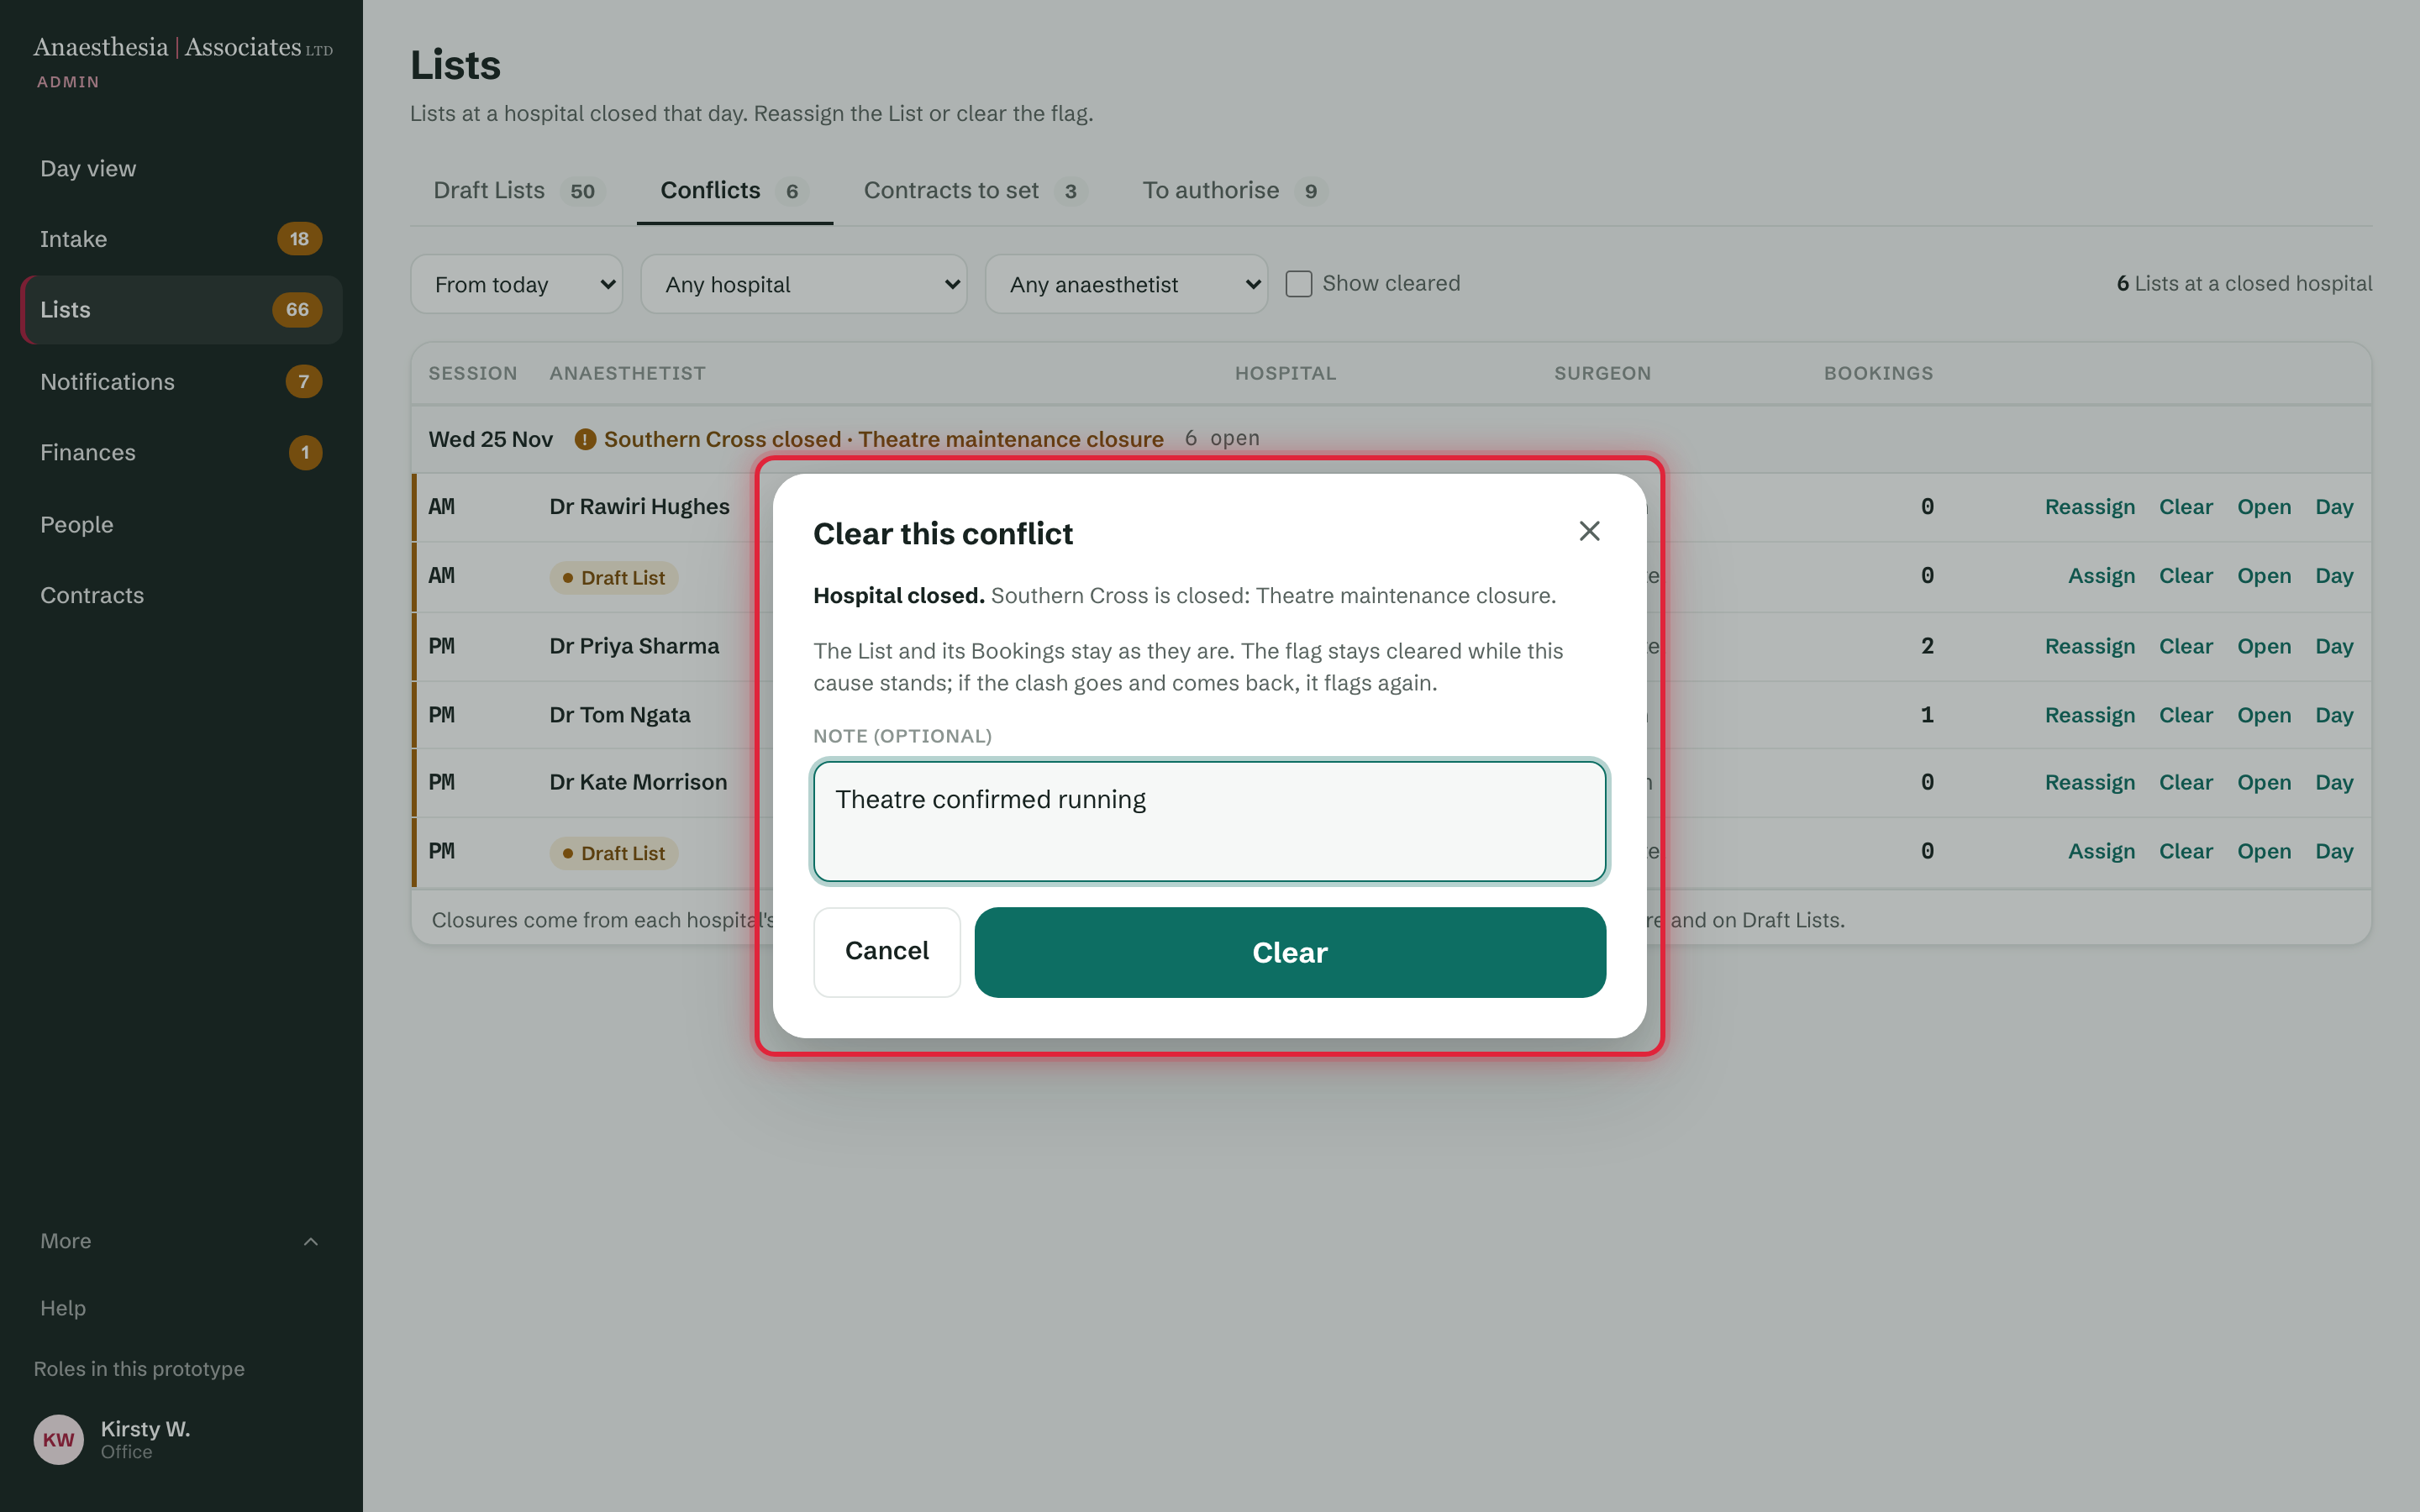 Anaesthesia | Associates LTD
ADMIN
Day view
Intake 18
Lists 66
Notifications 7
Finances 1
People
Contracts
More
Help
Roles in this prototype
KW Kirsty W.
Office
Lists
Lists at a hospital closed that day. Reassign the List or clear the flag.
Draft Lists 50 Conflicts 6 Contracts to set 3 To authorise 9
From today Any hospital Any anaesthetist Show cleared 6 Lists at a closed hospital
SESSION ANAESTHETIST HOSPITAL SURGEON BOOKINGS
Wed 25 Nov ! Southern Cross closed · Theatre maintenance closure 6 open
AM Dr Rawiri Hughes 0 Reassign Clear Open Day
AM Draft List 0 Assign Clear Open Day
PM Dr Priya Sharma 2 Reassign Clear Open Day
PM Dr Tom Ngata 1 Reassign Clear Open Day
PM Dr Kate Morrison 0 Reassign Clear Open Day
PM Draft List 0 Assign Clear Open Day
Closures come from each hospital's and on Draft Lists.
Clear this conflict
Hospital closed. Southern Cross is closed: Theatre maintenance closure.
The List and its Bookings stay as they are. The flag stays cleared while this
cause stands; if the clash goes and comes back, it flags again.
NOTE (OPTIONAL)
Theatre confirmed running
Cancel Clear